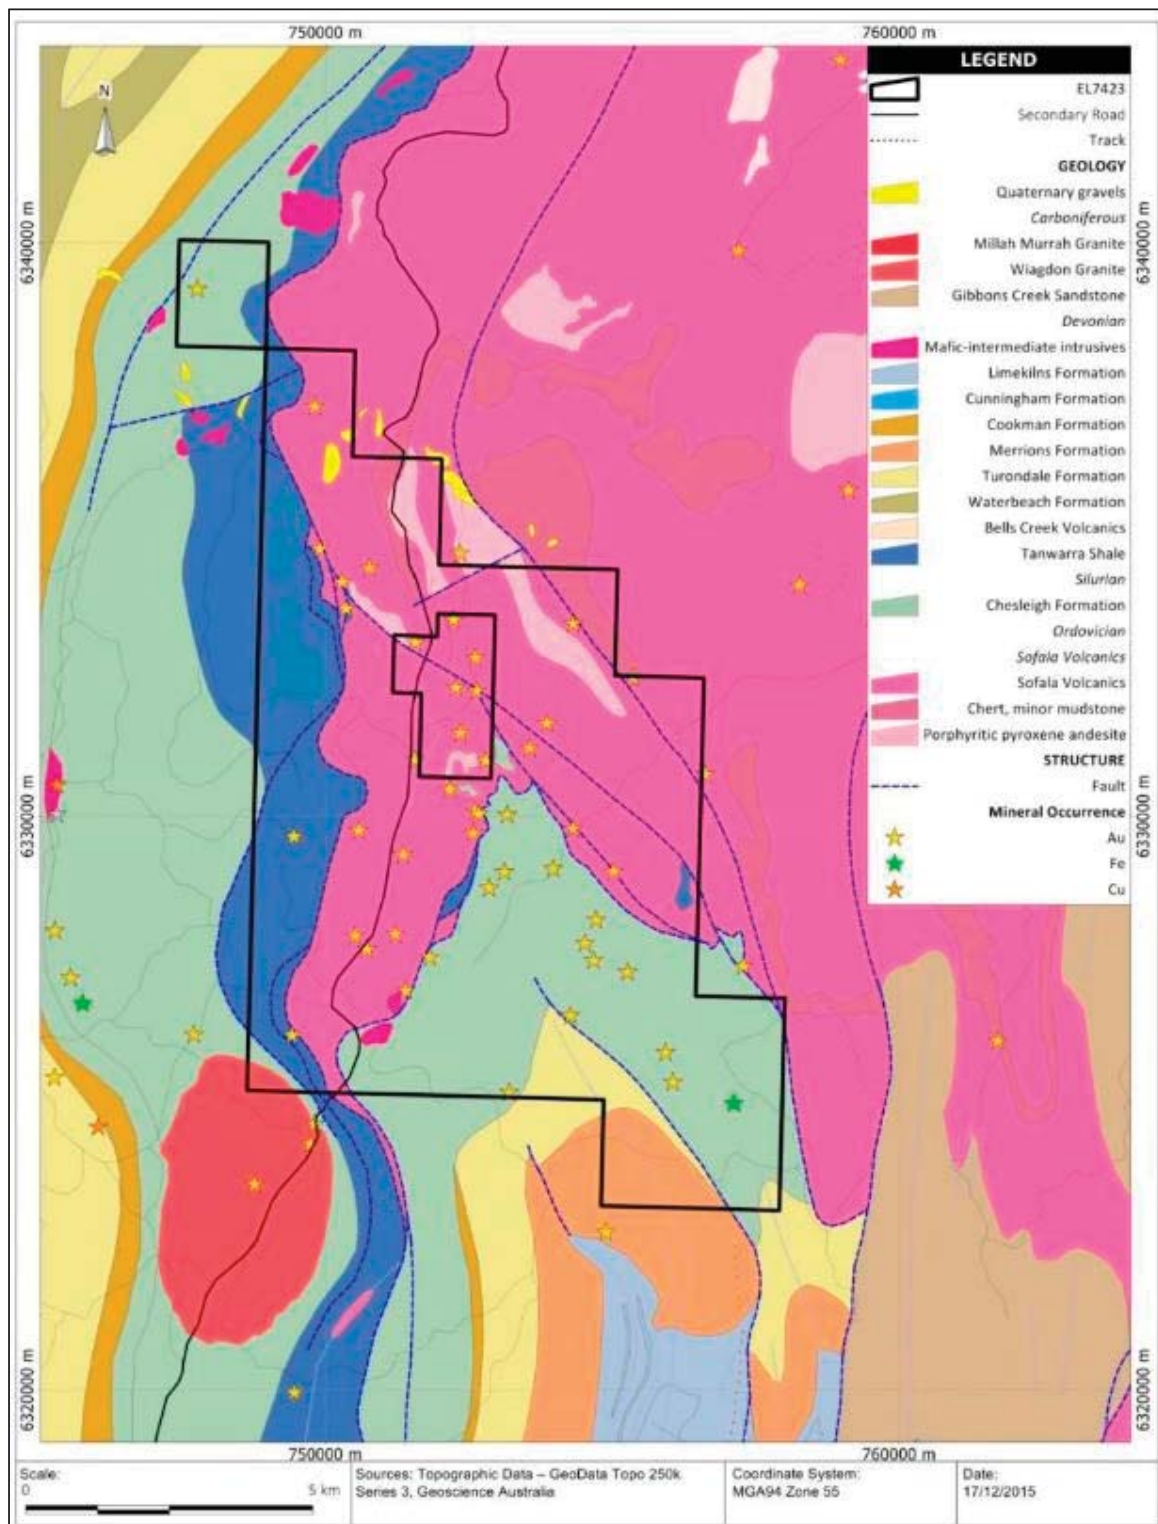 750000 m
760000 m
N
6340000 m
6340000 m
LEGEND
EL7423
Secondary Road
Track
GEOLOGY
Quaternary gravels
Carboniferous
Millah Murrah Granite
Wiagdon Granite
Gibbons Creek Sandstone
Devonian
Mafic-intermediate intrusives
Limekilns Formation
Cunningham Formation
Cookman Formation
Merrions Formation
Turondale Formation
Waterbeach Formation
Bells Creek Volcanics
Tanwarra Shale
Silurian
Chesleigh Formation
Ordovician
Sofala Volcanics
Sofala Volcanics
Chert, minor mudstone
Porphyritic pyroxene andesite
STRUCTURE
Fault
Mineral Occurrence
Au
Fe
Cu
6330000 m
6330000 m
6320000 m
6320000 m
750000 m
760000 m
Scale:
0 5 km
Sources: Topographic Data – GeoData Topo 250k
Series 3, Geoscience Australia
Coordinate System:
MGA94 Zone 55
Date:
17/12/2015